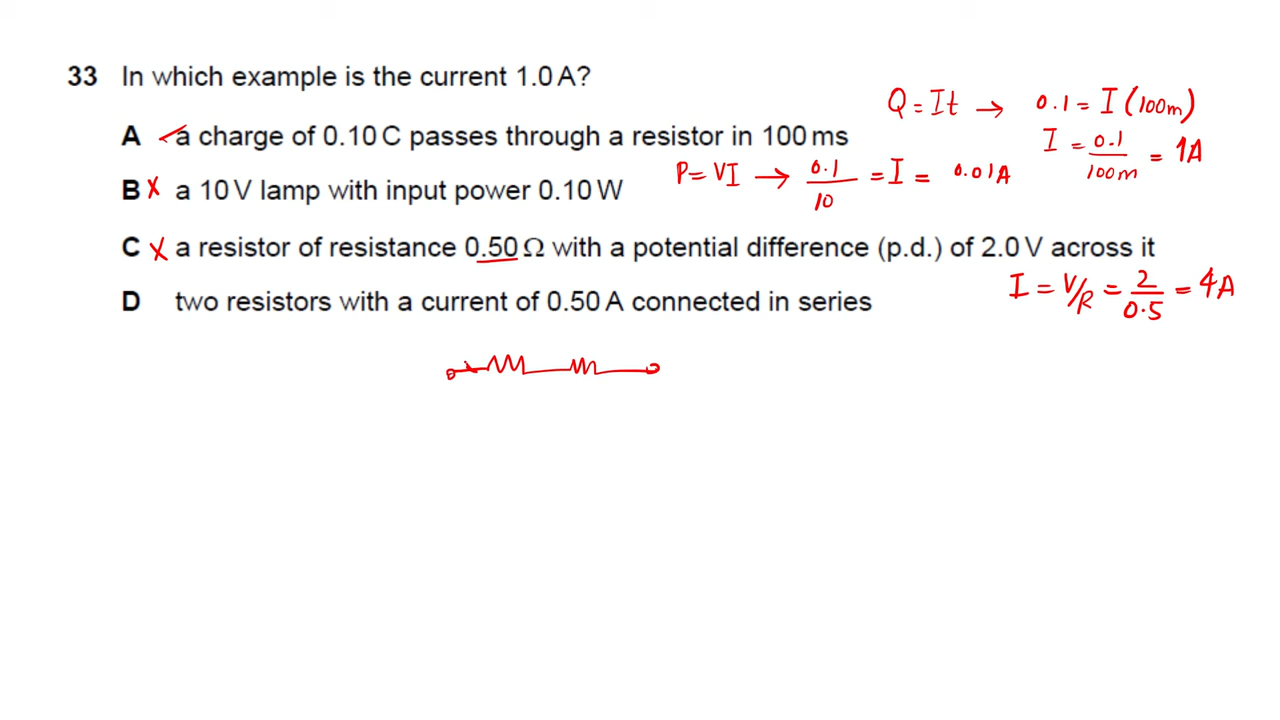 33 In which example is the current 1.0 A?
Q = It → 0.1 = I (100m)
A a charge of 0.10 C passes through a resistor in 100 ms
I = 0.1/100m = 1A
B X a 10 V lamp with input power 0.10 W
P = VI → 0.1/10 = I = 0.01A
C X a resistor of resistance 0.50 Ω with a potential difference (p.d.) of 2.0 V across it
I = V/R = 2/0.5 = 4A
D two resistors with a current of 0.50 A connected in series